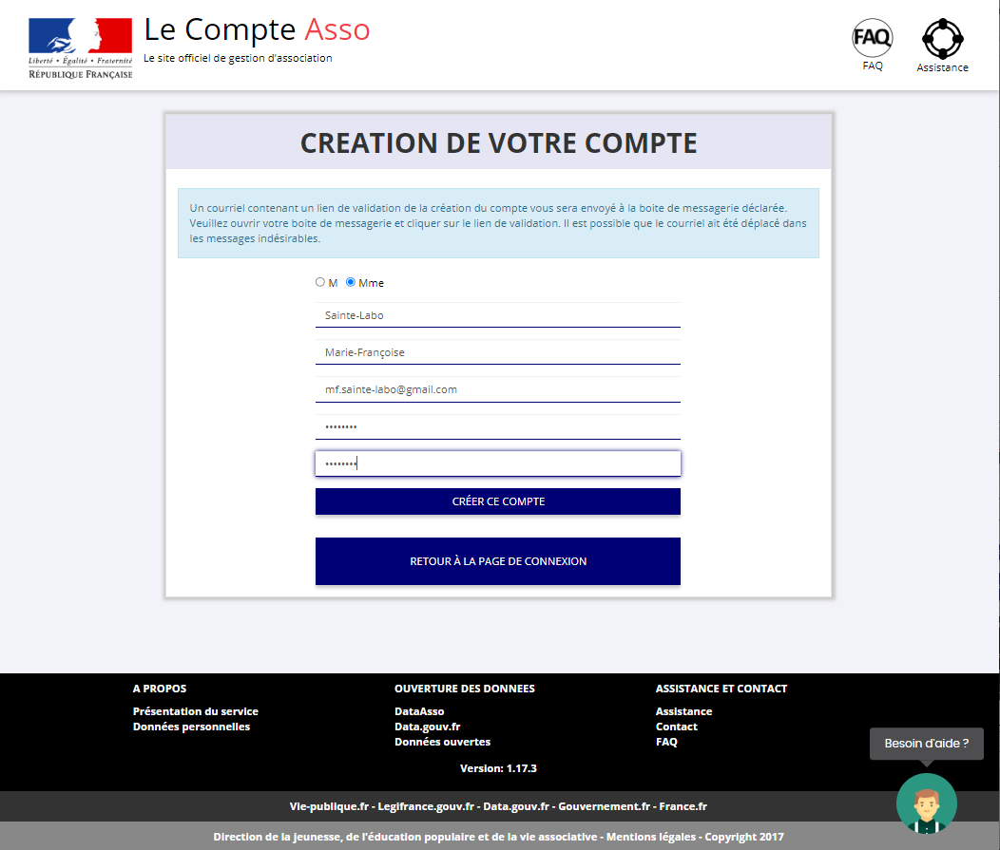 Le Compte Asso
Le site officiel de gestion d'association
Liberté • Égalité • Fraternité
RÉPUBLIQUE FRANÇAISE
FAQ
FAQ
Assistance
CREATION DE VOTRE COMPTE
Un courriel contenant un lien de validation de la création du compte vous sera envoyé à la boite de messagerie déclarée.
Veuillez ouvrir votre boite de messagerie et cliquer sur le lien de validation. Il est possible que le courriel ait été déplacé dans
les messages indésirables.
M Mme
Sainte-Labo
Marie-Françoise
mf.sainte-labo@gmail.com
••••••••
••••••••
CRÉER CE COMPTE
RETOUR À LA PAGE DE CONNEXION
A PROPOS
Présentation du service
Données personnelles
OUVERTURE DES DONNEES
DataAsso
Data.gouv.fr
Données ouvertes
ASSISTANCE ET CONTACT
Assistance
Contact
FAQ
Version: 1.17.3
Besoin d'aide ?
Vie-publique.fr - Legifrance.gouv.fr - Data.gouv.fr - Gouvernement.fr - France.fr
Direction de la jeunesse, de l'éducation populaire et de la vie associative - Mentions légales - Copyright 2017